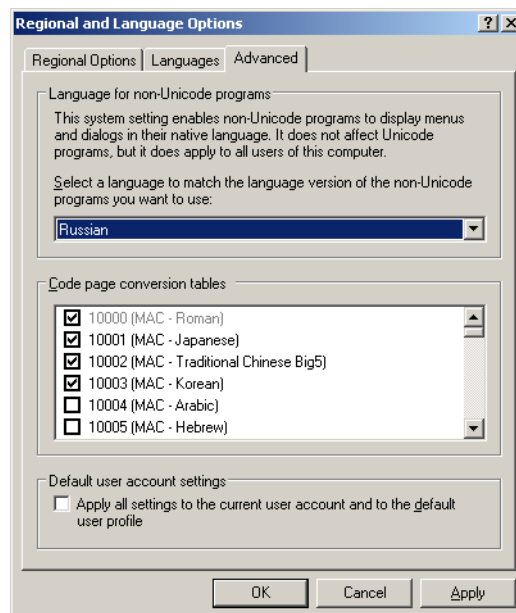 Regional and Language Options
Regional Options
Languages
Advanced
Language for non-Unicode programs
This system setting enables non-Unicode programs to display menus
and dialogs in their native language. It does not affect Unicode
programs, but it does apply to all users of this computer.
Select a language to match the language version of the non-Unicode
programs you want to use:
Russian
Code page conversion tables
10000 (MAC - Roman)
10001 (MAC - Japanese)
10002 (MAC - Traditional Chinese Big5)
10003 (MAC - Korean)
10004 (MAC - Arabic)
10005 (MAC - Hebrew)
Default user account settings
Apply all settings to the current user account and to the default
user profile
OK
Cancel
Apply